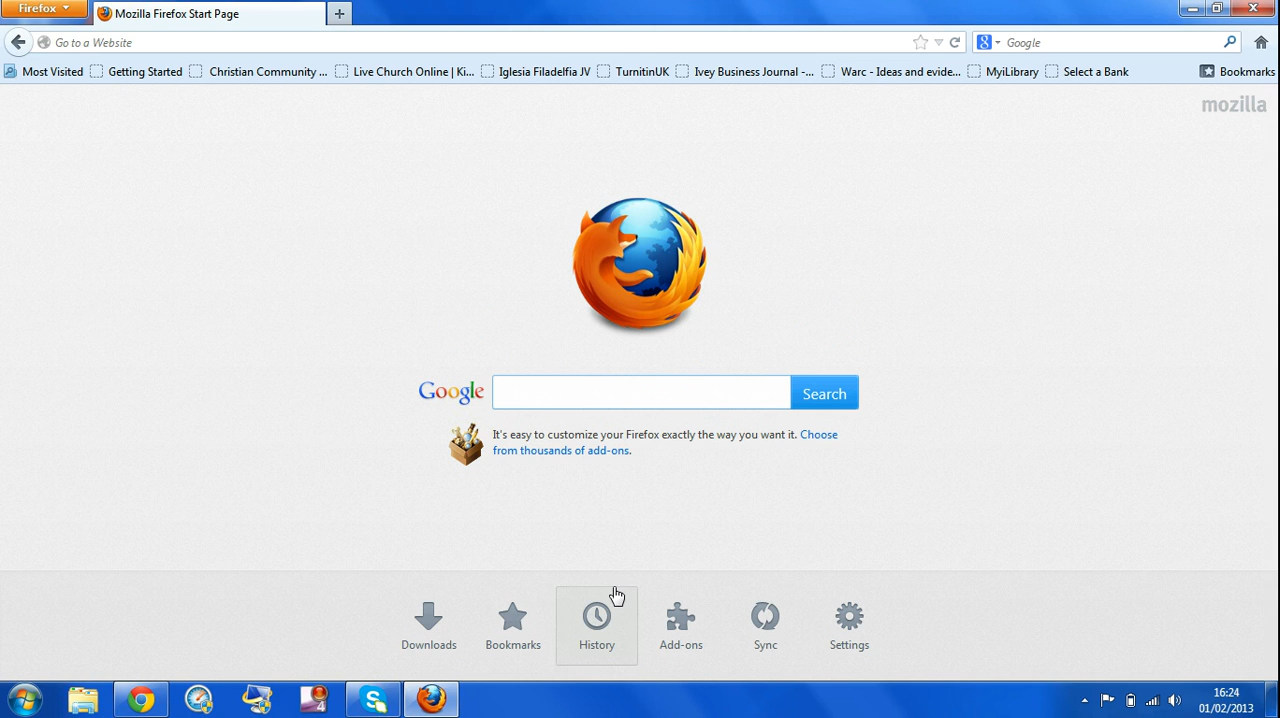 Firefox
Mozilla Firefox Start Page
Go to a Website
Google
Most Visited Getting Started Christian Community ... Live Church Online | Ki... Iglesia Filadelfia JV TurnitinUK Ivey Business Journal -... Warc - Ideas and evide... MyiLibrary Select a Bank Bookmarks
mozilla
Google Search
It's easy to customize your Firefox exactly the way you want it. Choose
from thousands of add-ons.
Downloads Bookmarks History Add-ons Sync Settings
4
16:24
01/02/2013